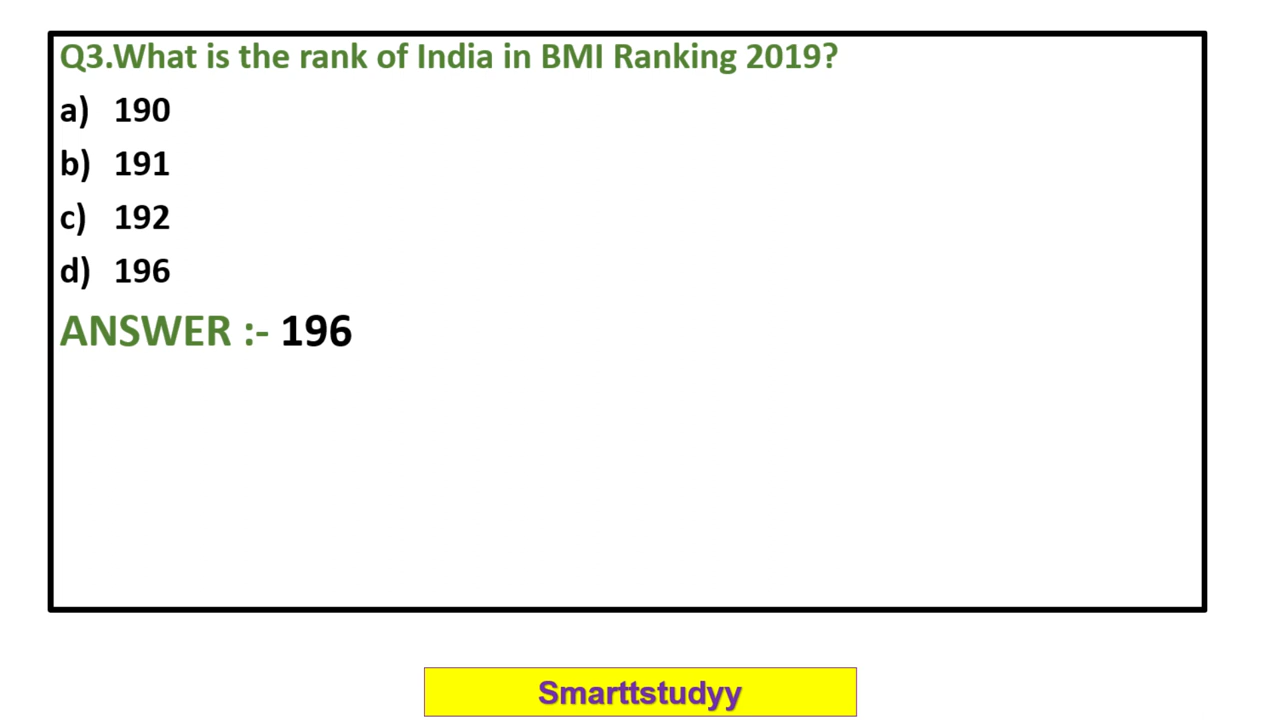 Q3.What is the rank of India in BMI Ranking 2019?
a) 190
b) 191
c) 192
d) 196
ANSWER :- 196
Smarttstudyy